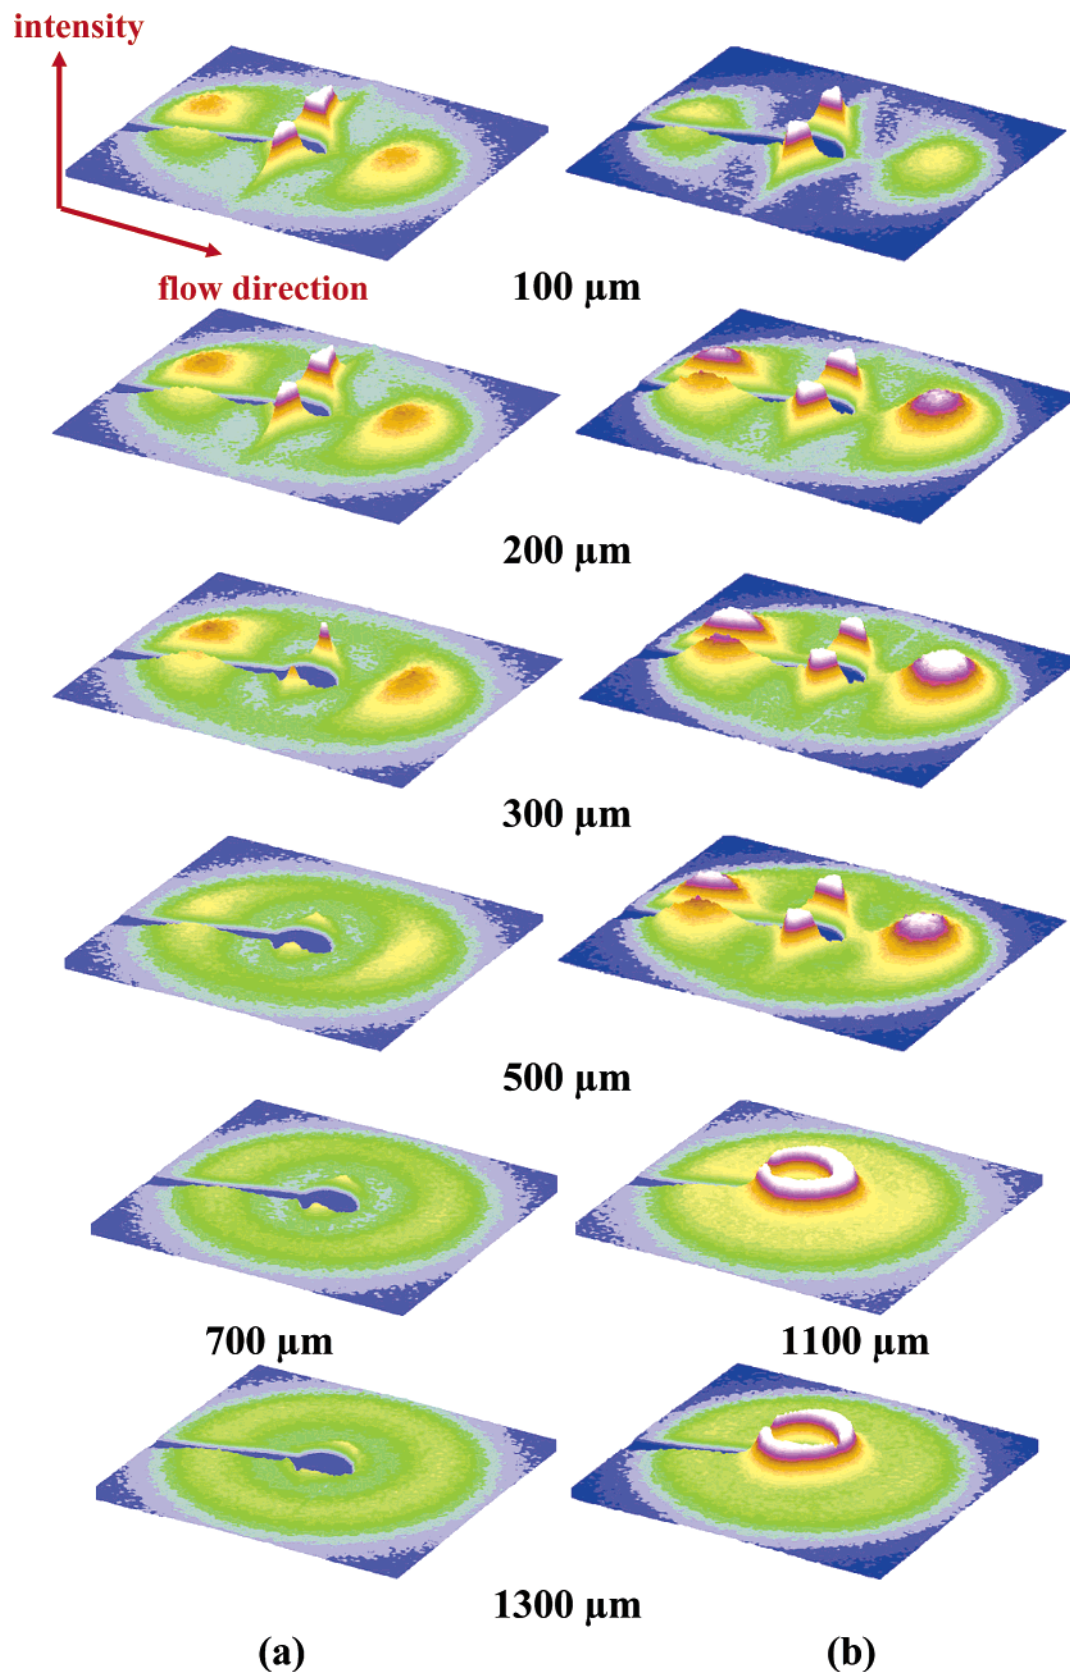 intensity
flow direction
100 μm
200 μm
300 μm
500 μm
700 μm
1100 μm
1300 μm
(a)
(b)